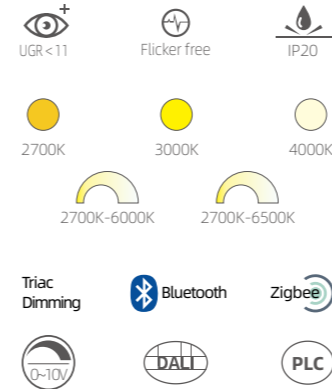 UGR<11
Flicker free
IP20
2700K
3000K
4000K
2700K-6000K
2700K-6500K
Triac
Dimming
Bluetooth
Zigbee
0~10V
DALI
PLC